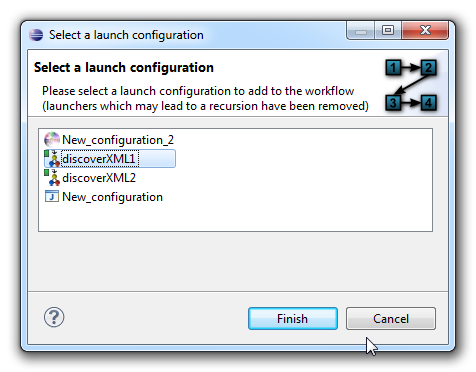 Select a launch configuration
Select a launch configuration
Please select a launch configuration to add to the workflow
(launchers which may lead to a recursion have been removed)
1 2
3 4
New_configuration_2
discoverXML1
discoverXML2
New_configuration
?
Finish Cancel